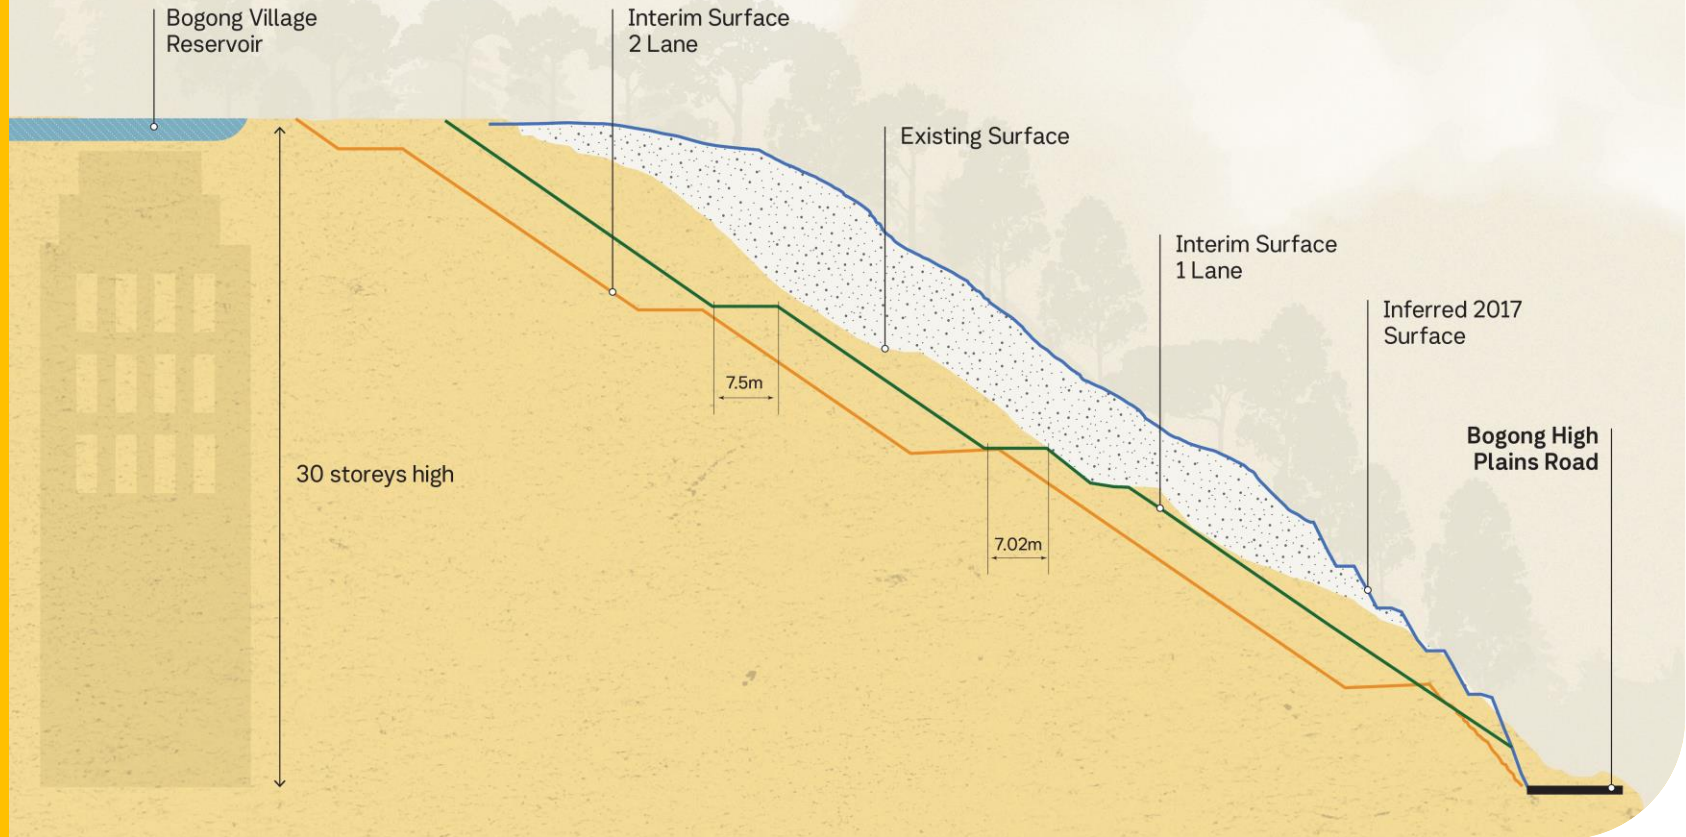 Bogong Village
Reservoir
Interim Surface
2 Lane
Existing Surface
Interim Surface
1 Lane
Inferred 2017
Surface
7.5m
Bogong High
Plains Road
30 storeys high
7.02m